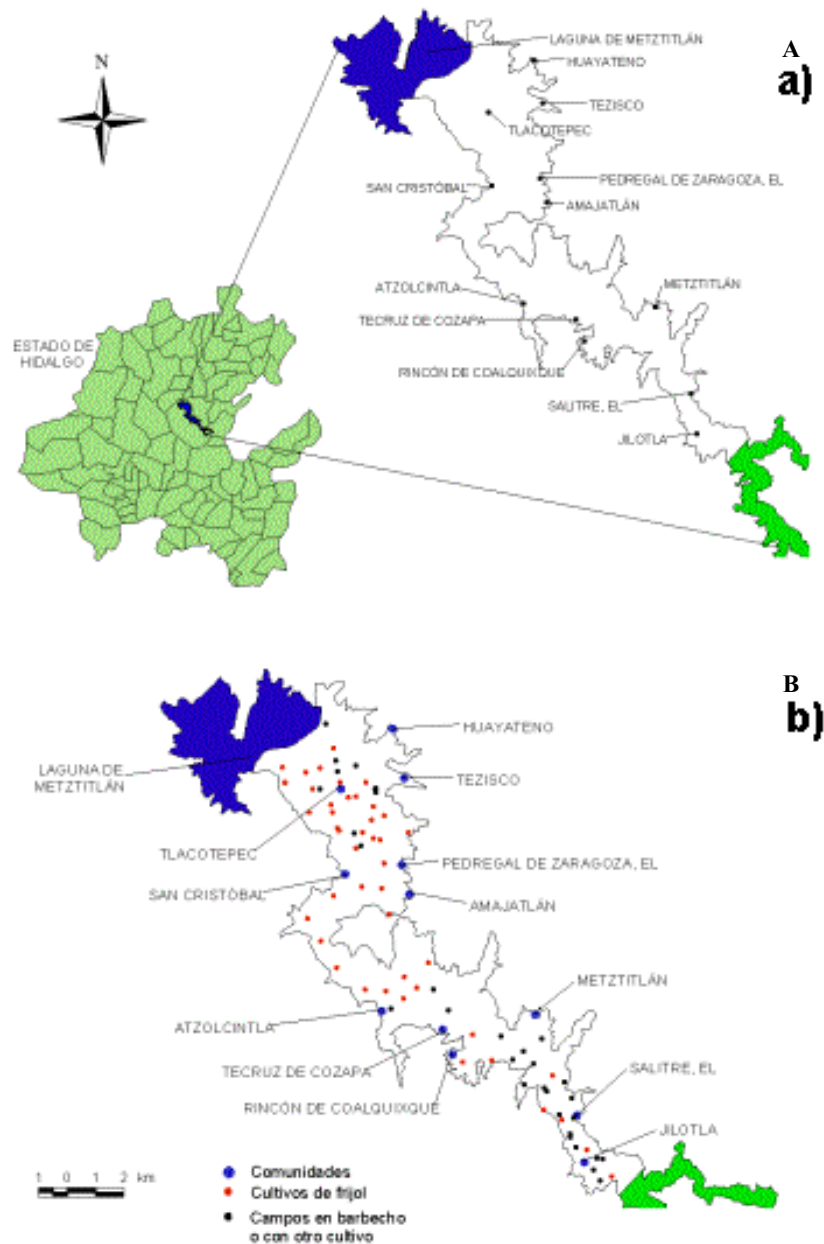 A
a)
N
LAGUNA DE METZTITLÁN
HUAYATENO
TEZISCO
TLACOTEPEC
SAN CRISTÓBAL
PEDREGAL DE ZARAGOZA, EL
AMAJATLÁN
ATZOLCINTLA
METZTITLÁN
TECRUZ DE COZAPA
RINCÓN DE COALQUIXQUE
SALITRE, EL
JILOTLA
ESTADO DE
HIDALGO
B
b)
HUAYATENO
LAGUNA DE
METZTITLÁN
TEZISCO
TLACOTEPEC
PEDREGAL DE ZARAGOZA, EL
SAN CRISTÓBAL
AMAJATLÁN
METZTITLÁN
ATZOLCINTLA
TECRUZ DE COZAPA
SALITRE, EL
RINCÓN DE COALQUIXQUE
JILOTLA
1 0 1 2 km
Comunidades
Cultivos de frijol
Campos en barbecho
o con otro cultivo